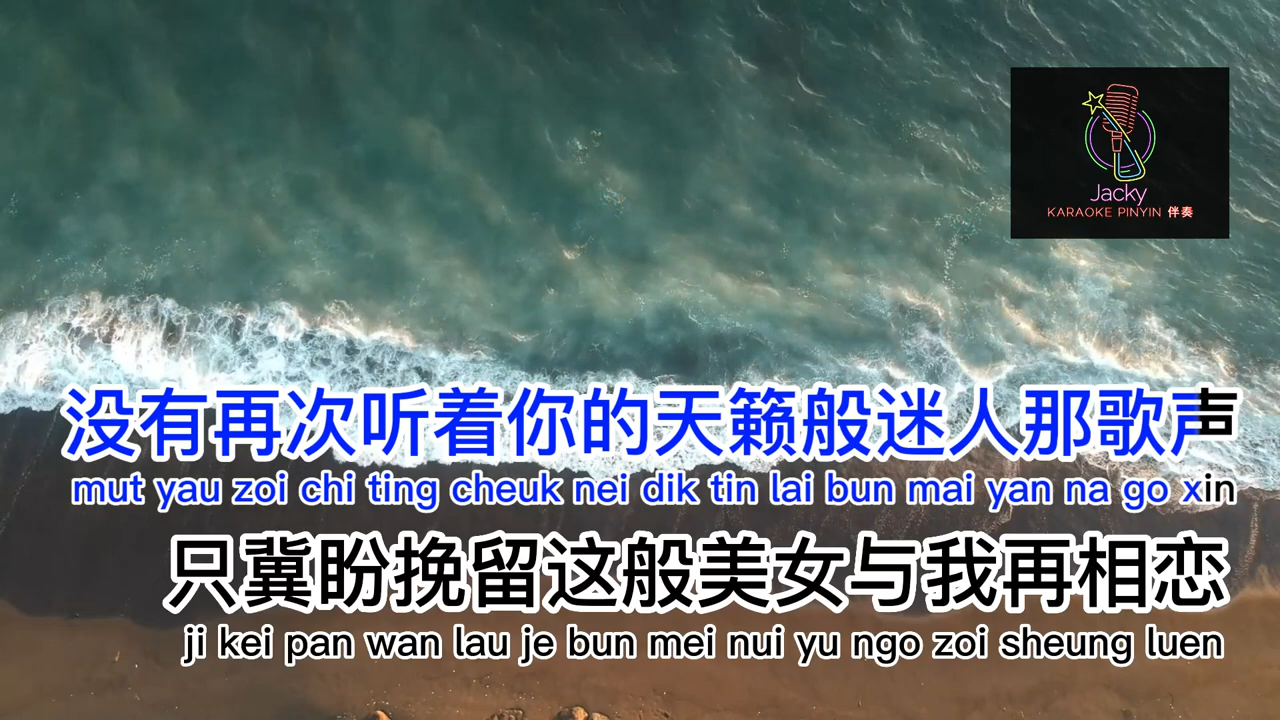 Jacky
KARAOKE PINYIN 伴奏
没有再次听着你的天籁般迷人那歌声
mut yau zoi chi ting cheuk nei dik tin lai bun mai yan na go xin
只冀盼挽留这般美女与我再相恋
ji kei pan wan lau je bun mei nui yu ngo zoi sheung luen